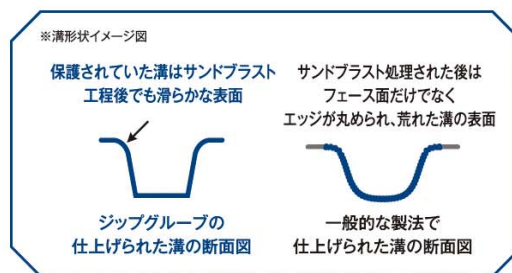 ※溝形状イメージ図
保護されていた溝はサンドブラスト
工程後でも滑らかな表面
サンドブラスト処理された後は
フェース面だけでなく
エッジが丸められ、荒れた溝の表面
ジップグルーブの
仕上げられた溝の断面図
一般的な製法で
仕上げられた溝の断面図